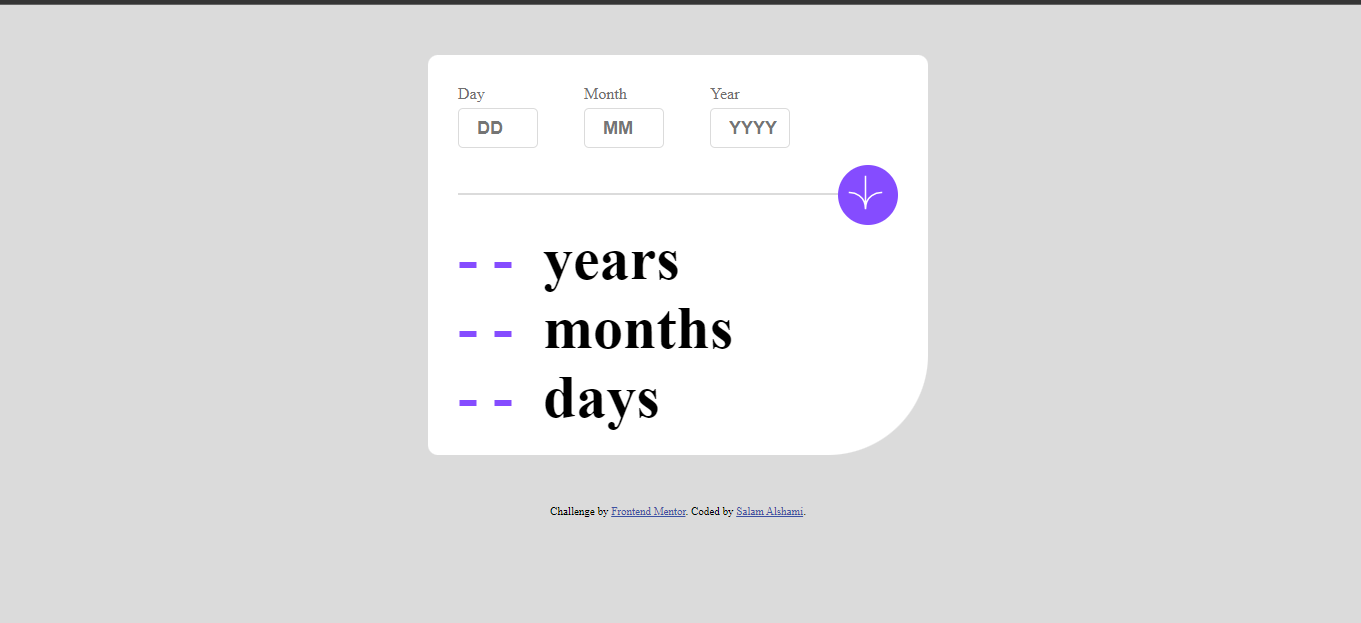 Day Month Year
DD MM YYYY
- - years
- - months
- - days
Challenge by Frontend Mentor. Coded by Salam Alshami.